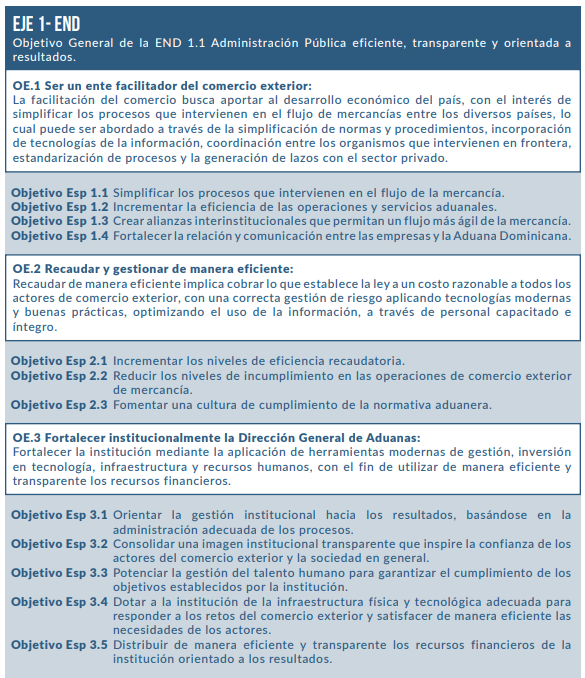 EJE 1- END
Objetivo General de la END 1.1 Administración Pública eficiente, transparente y orientada a
resultados.
OE.1 Ser un ente facilitador del comercio exterior:
La facilitación del comercio busca aportar al desarrollo económico del país, con el interés de
simplificar los procesos que intervienen en el flujo de mercancías entre los diversos países, lo
cual puede ser abordado a través de la simplificación de normas y procedimientos, incorporación
de tecnologías de la información, coordinación entre los organismos que intervienen en frontera,
estandarización de procesos y la generación de lazos con el sector privado.
Objetivo Esp 1.1 Simplificar los procesos que intervienen en el flujo de la mercancía.
Objetivo Esp 1.2 Incrementar la eficiencia de las operaciones y servicios aduanales.
Objetivo Esp 1.3 Crear alianzas interinstitucionales que permitan un flujo más ágil de la mercancía.
Objetivo Esp 1.4 Fortalecer la relación y comunicación entre las empresas y la Aduana Dominicana.
OE.2 Recaudar y gestionar de manera eficiente:
Recaudar de manera eficiente implica cobrar lo que establece la ley a un costo razonable a todos los
actores de comercio exterior, con una correcta gestión de riesgo aplicando tecnologías modernas
y buenas prácticas, optimizando el uso de la información, a través de personal capacitado e
íntegro.
Objetivo Esp 2.1 Incrementar los niveles de eficiencia recaudatoria.
Objetivo Esp 2.2 Reducir los niveles de incumplimiento en las operaciones de comercio exterior
de mercancía.
Objetivo Esp 2.3 Fomentar una cultura de cumplimiento de la normativa aduanera.
OE.3 Fortalecer institucionalmente la Dirección General de Aduanas:
Fortalecer la institución mediante la aplicación de herramientas modernas de gestión, inversión
en tecnología, infraestructura y recursos humanos, con el fin de utilizar de manera eficiente y
transparente los recursos financieros.
Objetivo Esp 3.1 Orientar la gestión institucional hacia los resultados, basándose en la
administración adecuada de los procesos.
Objetivo Esp 3.2 Consolidar una imagen institucional transparente que inspire la confianza de los
actores del comercio exterior y la sociedad en general.
Objetivo Esp 3.3 Potenciar la gestión del talento humano para garantizar el cumplimiento de los
objetivos establecidos por la institución.
Objetivo Esp 3.4 Dotar a la institución de la infraestructura física y tecnológica adecuada para
responder a los retos del comercio exterior y satisfacer de manera eficiente las
necesidades de los actores.
Objetivo Esp 3.5 Distribuir de manera eficiente y transparente los recursos financieros de la
institución orientado a los resultados.